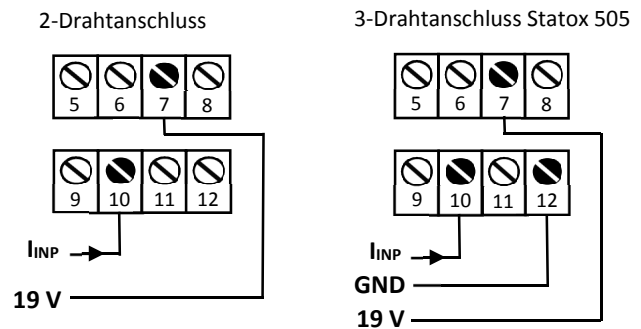 2-Drahtanschluss
5 6 7 8
9 10 11 12
IINP
19 V
3-Drahtanschluss Statox 505
5 6 7 8
9 10 11 12
IINP
GND
19 V